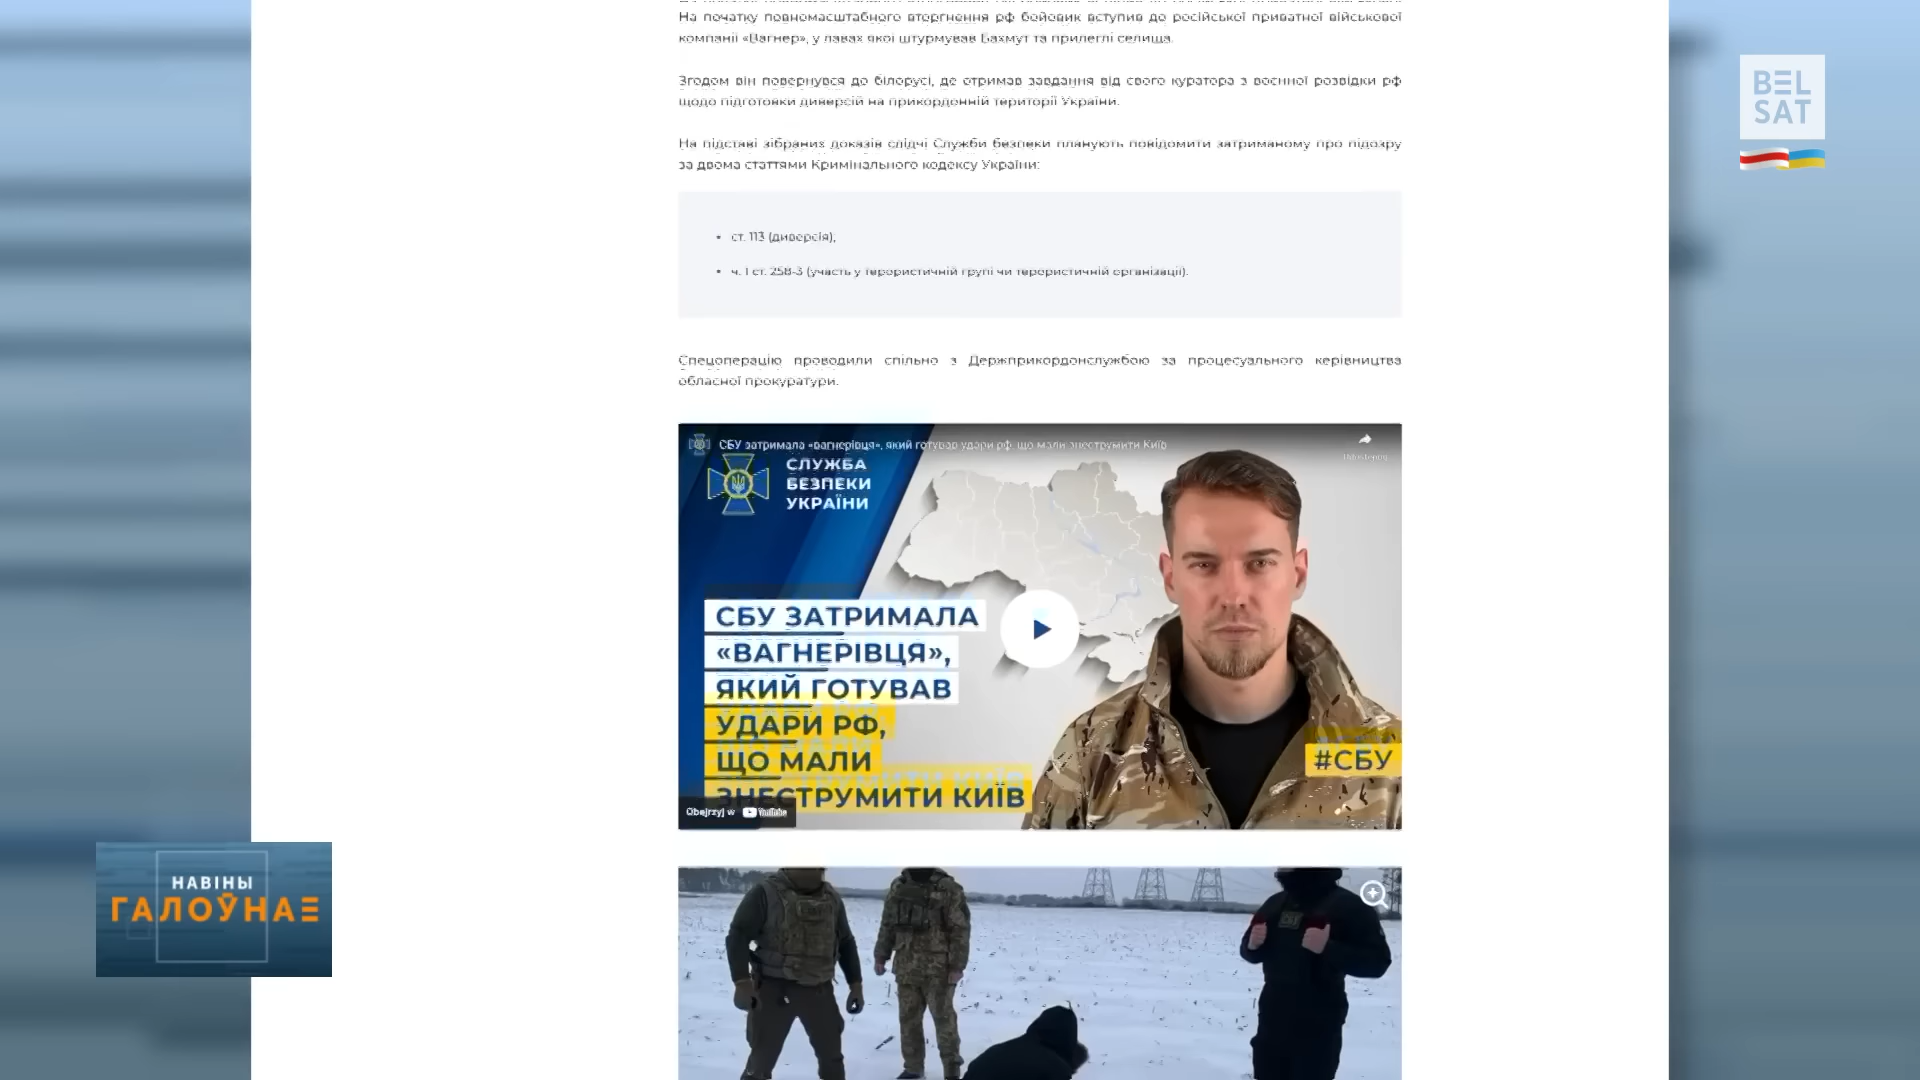 На початку повномасштабного вторгнення рф бойовик вступив до російської приватної військової
компанії «Вагнер», у лавах якої штурмував Бахмут та прилеглі селища.
Згодом він повернувся до білорусі, де отримав завдання від свого куратора з воєнної розвідки рф
щодо підготовки диверсій на прикордонній території України.
На підставі зібраних доказів слідчі Служби безпеки планують повідомити затриманому про підозру
за двома статтями Кримінального кодексу України:
• ст. 113 (диверсія);
• ч. 1 ст. 258-3 (участь у терористичній групі чи терористичній організації).
Спецоперацію проводили спільно з Держприкордонслужбою за процесуального керівництва
обласної прокуратури.
СБУ затримала «вагнерівця», який готував удари рф, що мали знеструмити Київ
СЛУЖБА
БЕЗПЕКИ
УКРАЇНИ
СБУ ЗАТРИМАЛА
«ВАГНЕРІВЦЯ»,
ЯКИЙ ГОТУВАВ
УДАРИ РФ,
ЩО МАЛИ
ЗНЕСТРУМИТИ КИЇВ
#СБУ
Obejrzyj w YouTube
BEL
SAT
НАВІНЫ
ГАЛОЎНАЕ